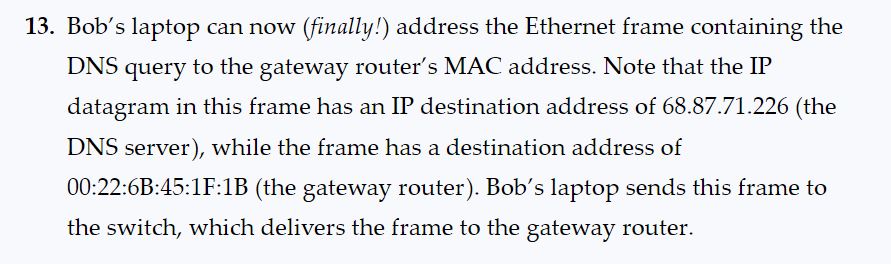 13. Bob’s laptop can now (finally!) address the Ethernet frame containing the
DNS query to the gateway router’s MAC address. Note that the IP
datagram in this frame has an IP destination address of 68.87.71.226 (the
DNS server), while the frame has a destination address of
00:22:6B:45:1F:1B (the gateway router). Bob’s laptop sends this frame to
the switch, which delivers the frame to the gateway router.